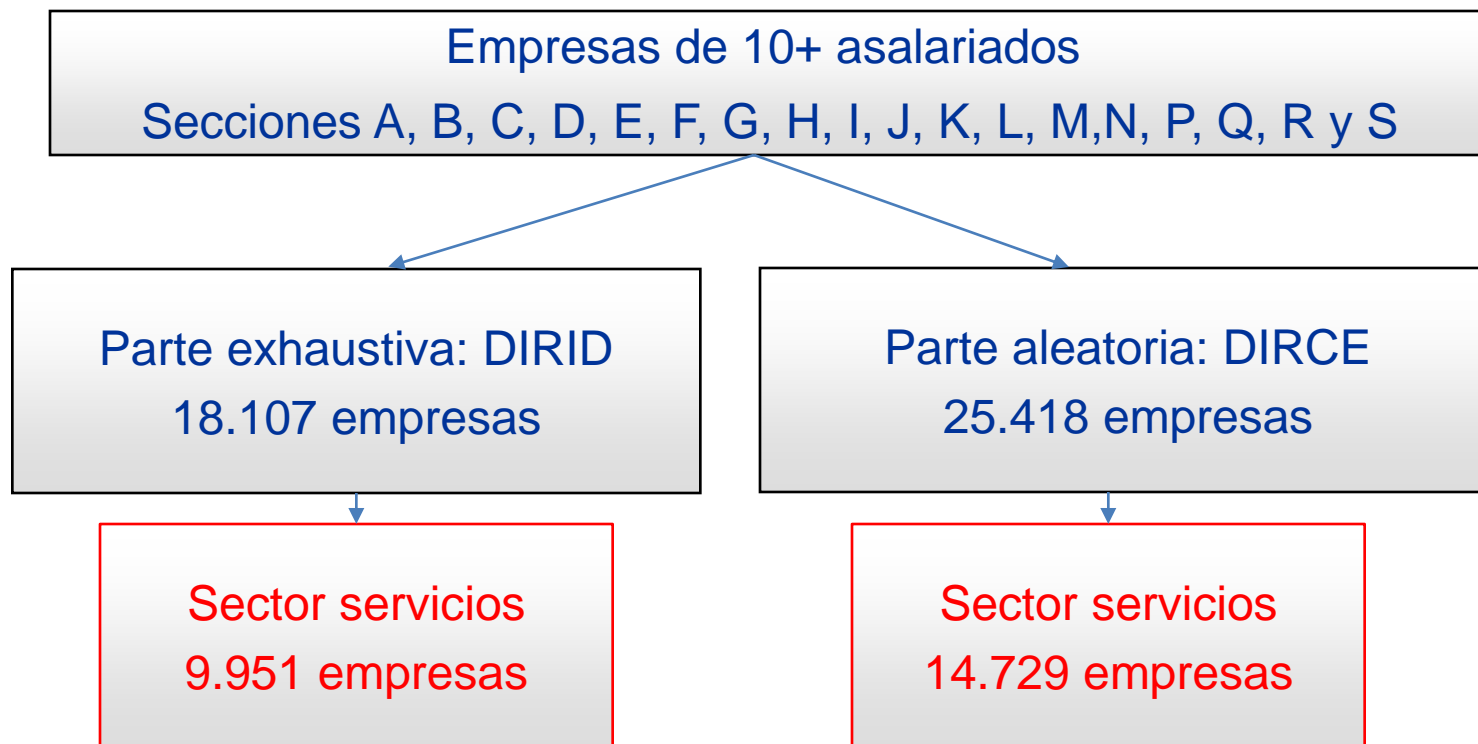 Empresas de 10+ asalariados
Secciones A, B, C, D, E, F, G, H, I, J, K, L, M,N, P, Q, R y S
Parte exhaustiva: DIRID
18.107 empresas
Parte aleatoria: DIRCE
25.418 empresas
Sector servicios
9.951 empresas
Sector servicios
14.729 empresas